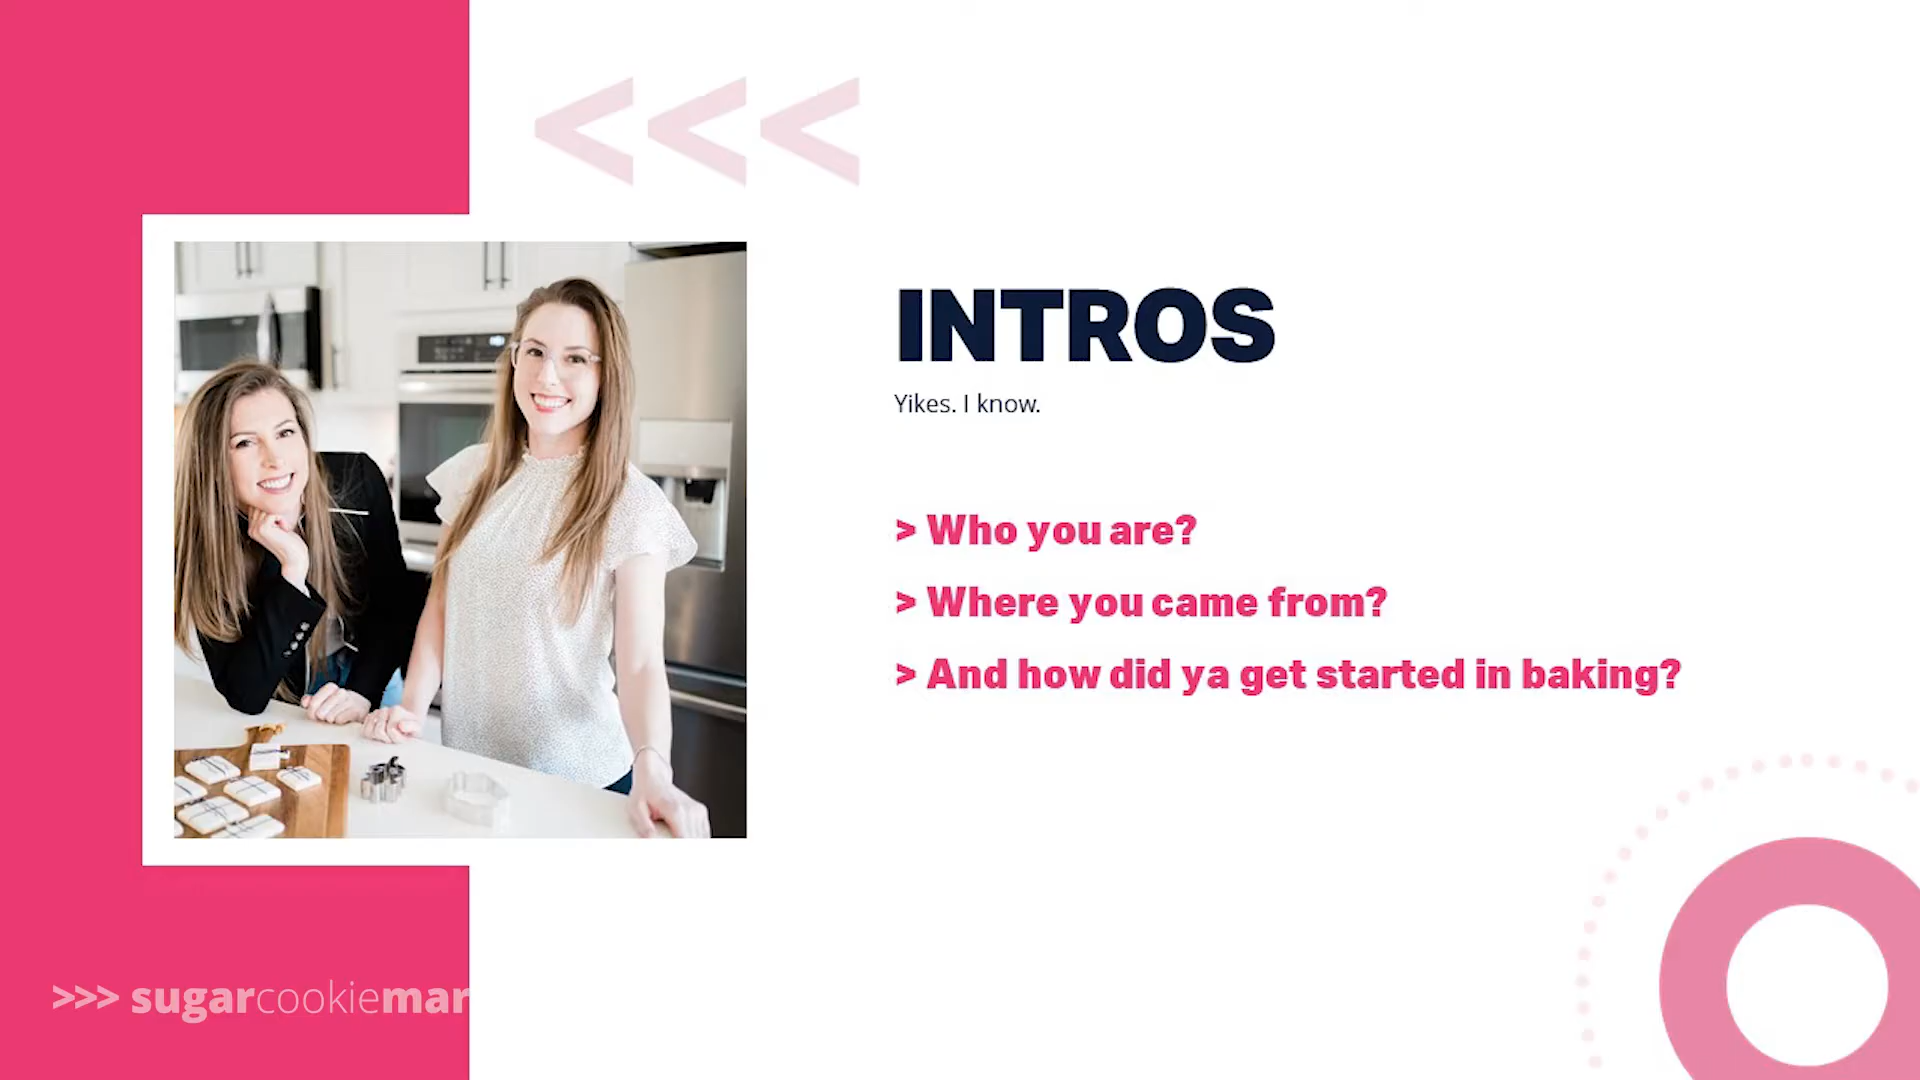 INTROS
Yikes. I know.
> Who you are?
> Where you came from?
> And how did ya get started in baking?
>>> sugarcookiemar